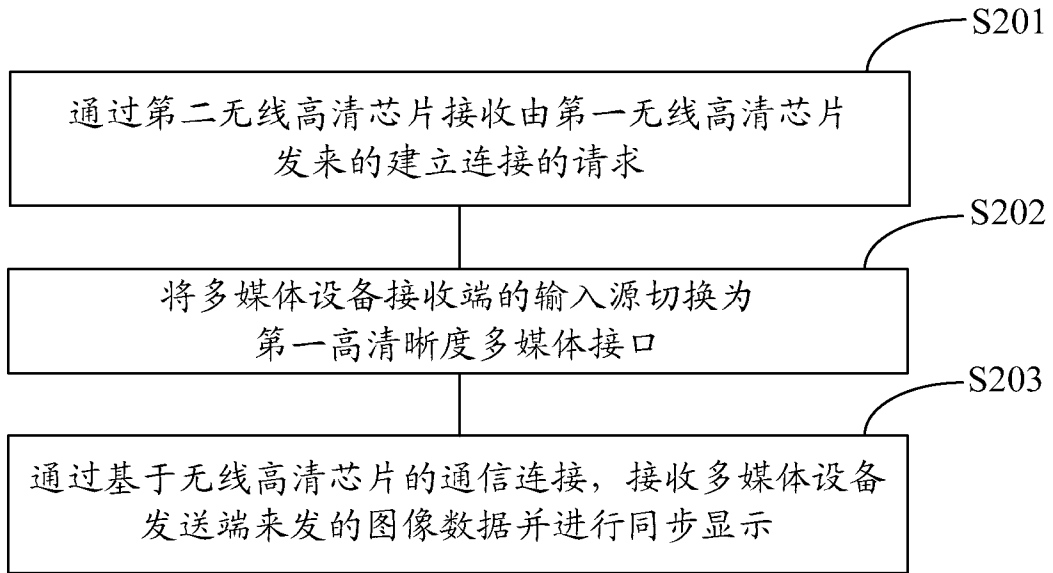 S201
通过第二无线高清芯片接收由第一无线高清芯片
发来的建立连接的请求
S202
将多媒体设备接收端的输入源切换为
第一高清晰度多媒体接口
S203
通过基于无线高清芯片的通信连接，接收多媒体设备
发送端来发的图像数据并进行同步显示